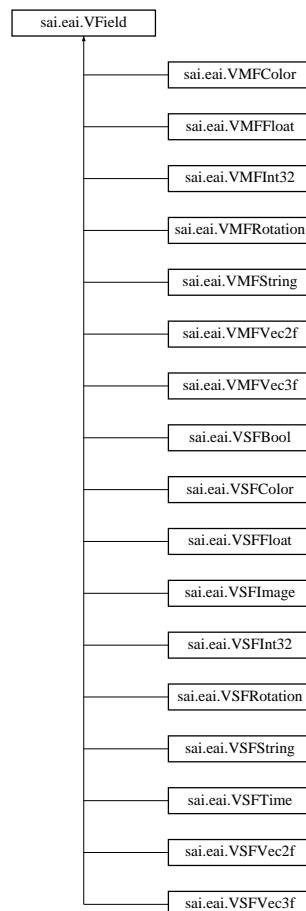 sai.eai.VField
sai.eai.VMFColor
sai.eai.VMFFloat
sai.eai.VMFInt32
sai.eai.VMFRotation
sai.eai.VMFString
sai.eai.VMFVec2f
sai.eai.VMFVec3f
sai.eai.VSFBool
sai.eai.VSFColor
sai.eai.VSFFloat
sai.eai.VSFImage
sai.eai.VSFInt32
sai.eai.VSFRotation
sai.eai.VSFString
sai.eai.VSFTime
sai.eai.VSFVec2f
sai.eai.VSFVec3f